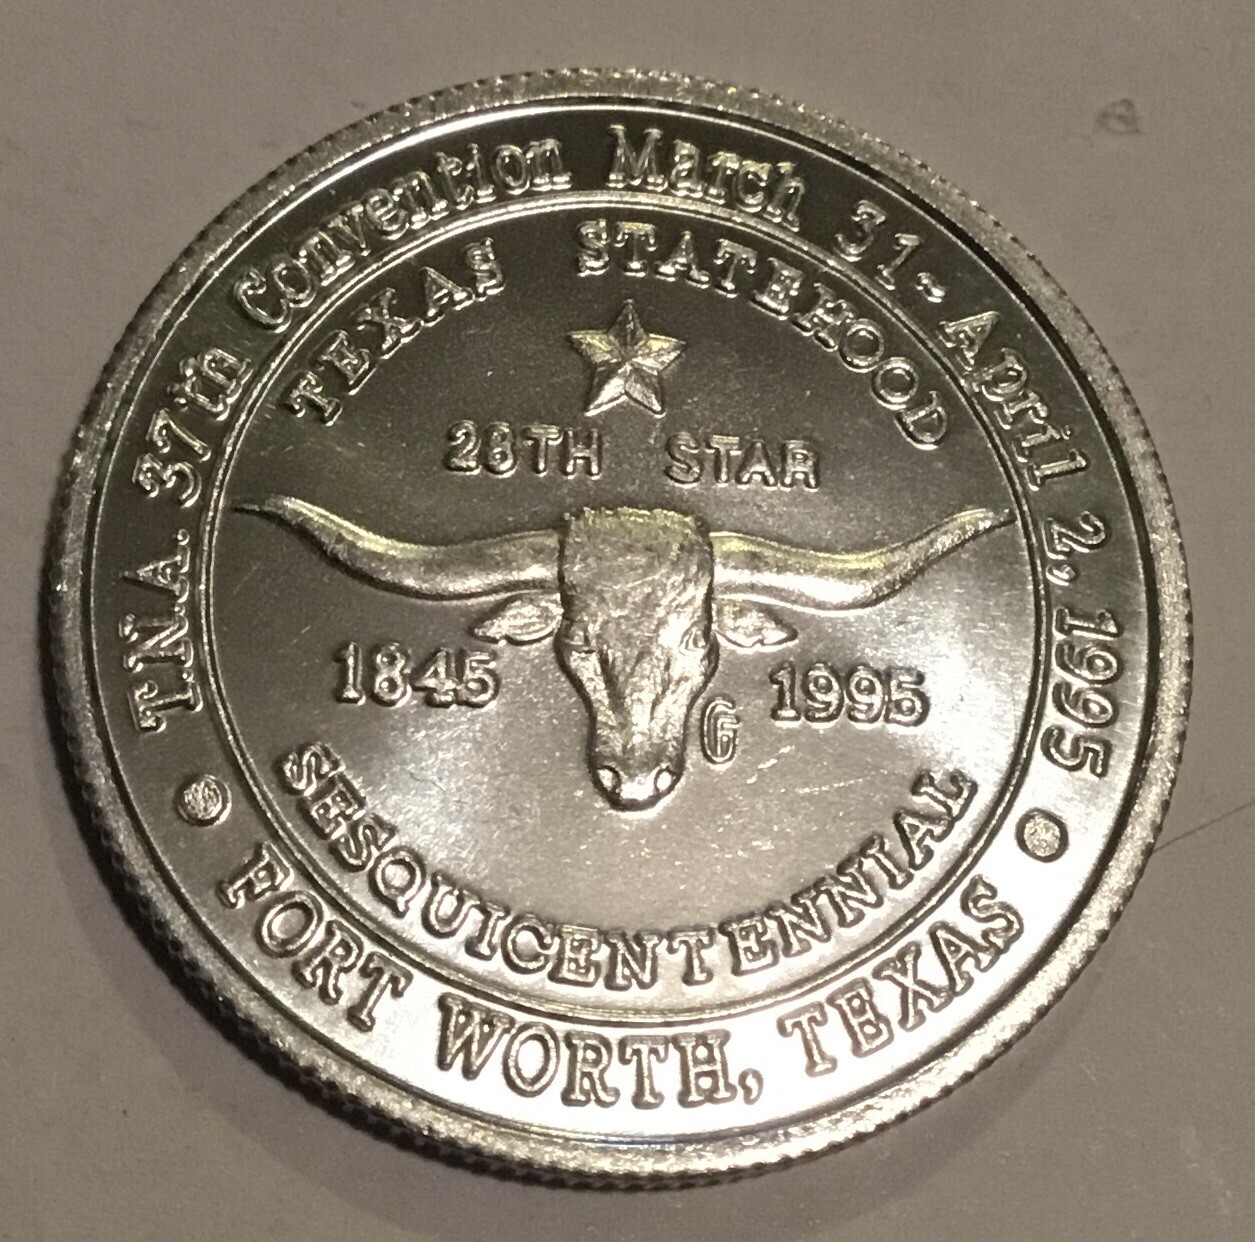 T.N.A. 37th Convention March 31- April 2, 1995
TEXAS STATEHOOD
28TH STAR
1845 1995
G
SESQUICENTENNIAL
FORT WORTH, TEXAS